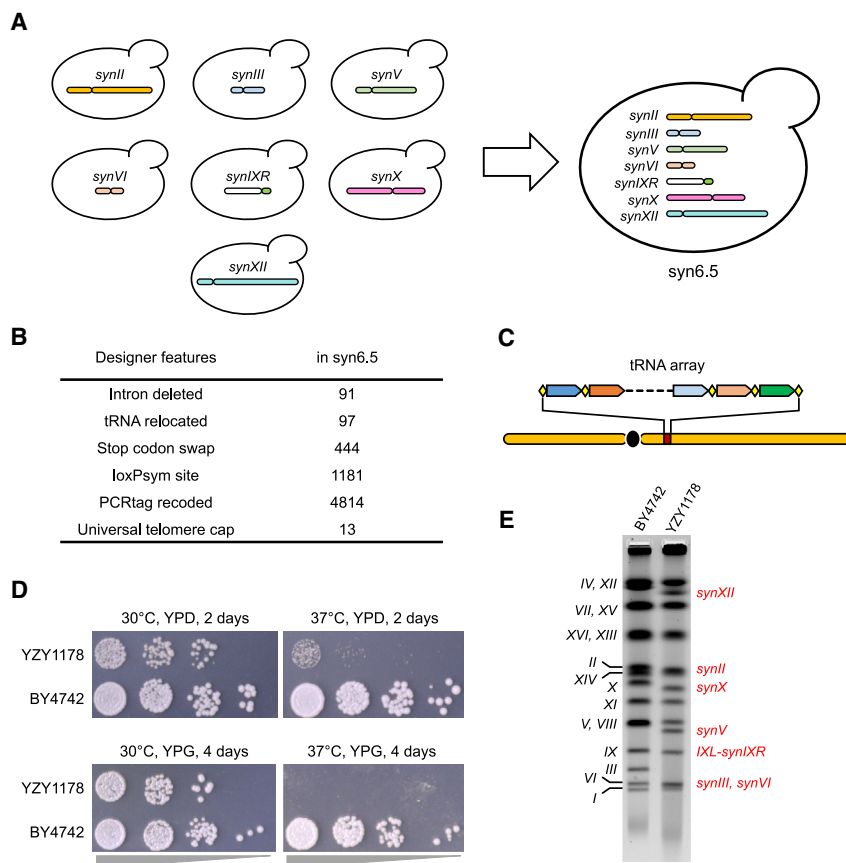 A
synII
synIII
synV
synVI
synIXR
synX
synXII
synII
synIII
synV
synVI
synIXR
synX
synXII
syn6.5
B
Designer features in syn6.5
Intron deleted 91
tRNA relocated 97
Stop codon swap 444
loxPsym site 1181
PCRtag recoded 4814
Universal telomere cap 13
C
tRNA array
D
30°C, YPD, 2 days 37°C, YPD, 2 days
YZY1178
BY4742
30°C, YPG, 4 days 37°C, YPG, 4 days
YZY1178
BY4742
E
BY4742
YZY1178
IV, XII
synXII
VII, XV
XVI, XIII
II
synII
XIV
X
synX
XI
V, VIII
synV
IX
IXL-synIXR
III
VI
synIII, synVI
I